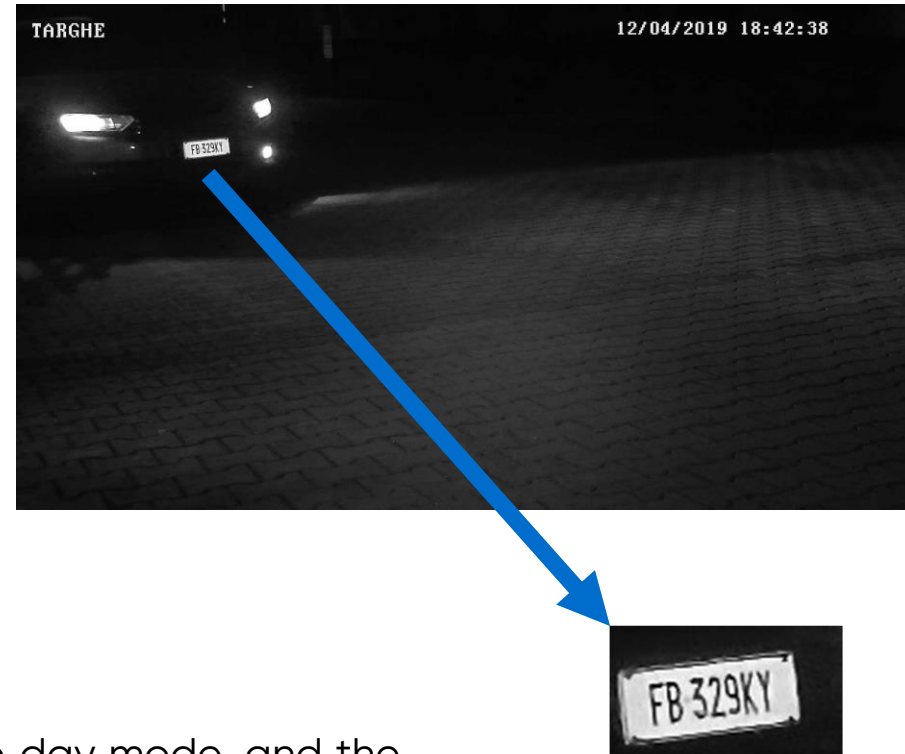 TARGHE
12/04/2019 18:42:38
FB 329KY
FB 329KY
day mode, and the